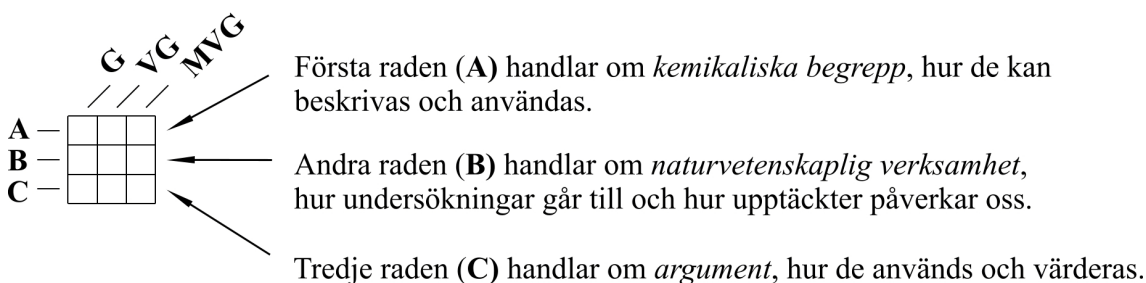 G VG MVG
Första raden (A) handlar om kemikaliska begrepp, hur de kan
beskrivas och användas.
A
B
C
Andra raden (B) handlar om naturvetenskaplig verksamhet,
hur undersökningar går till och hur upptäckter påverkar oss.
Tredje raden (C) handlar om argument, hur de används och värderas.